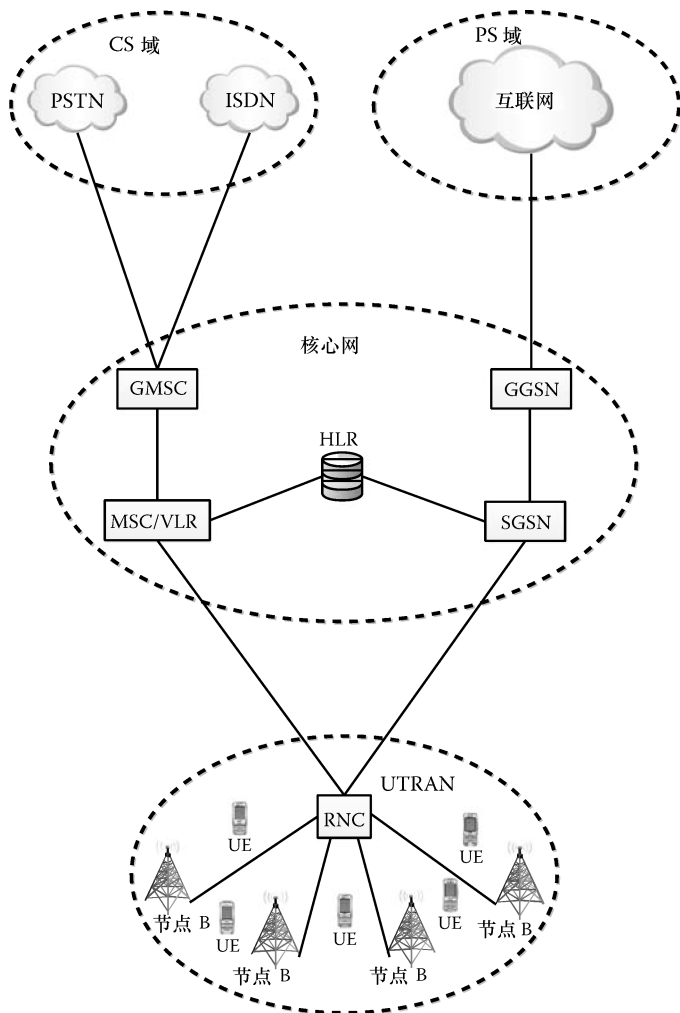 CS 域
PS 域
PSTN
ISDN
互联网
核心网
GMSC
GGSN
HLR
MSC/VLR
SGSN
UTRAN
RNC
UE
UE
节点 B
UE
UE
UE
节点 B
节点 B
节点 B